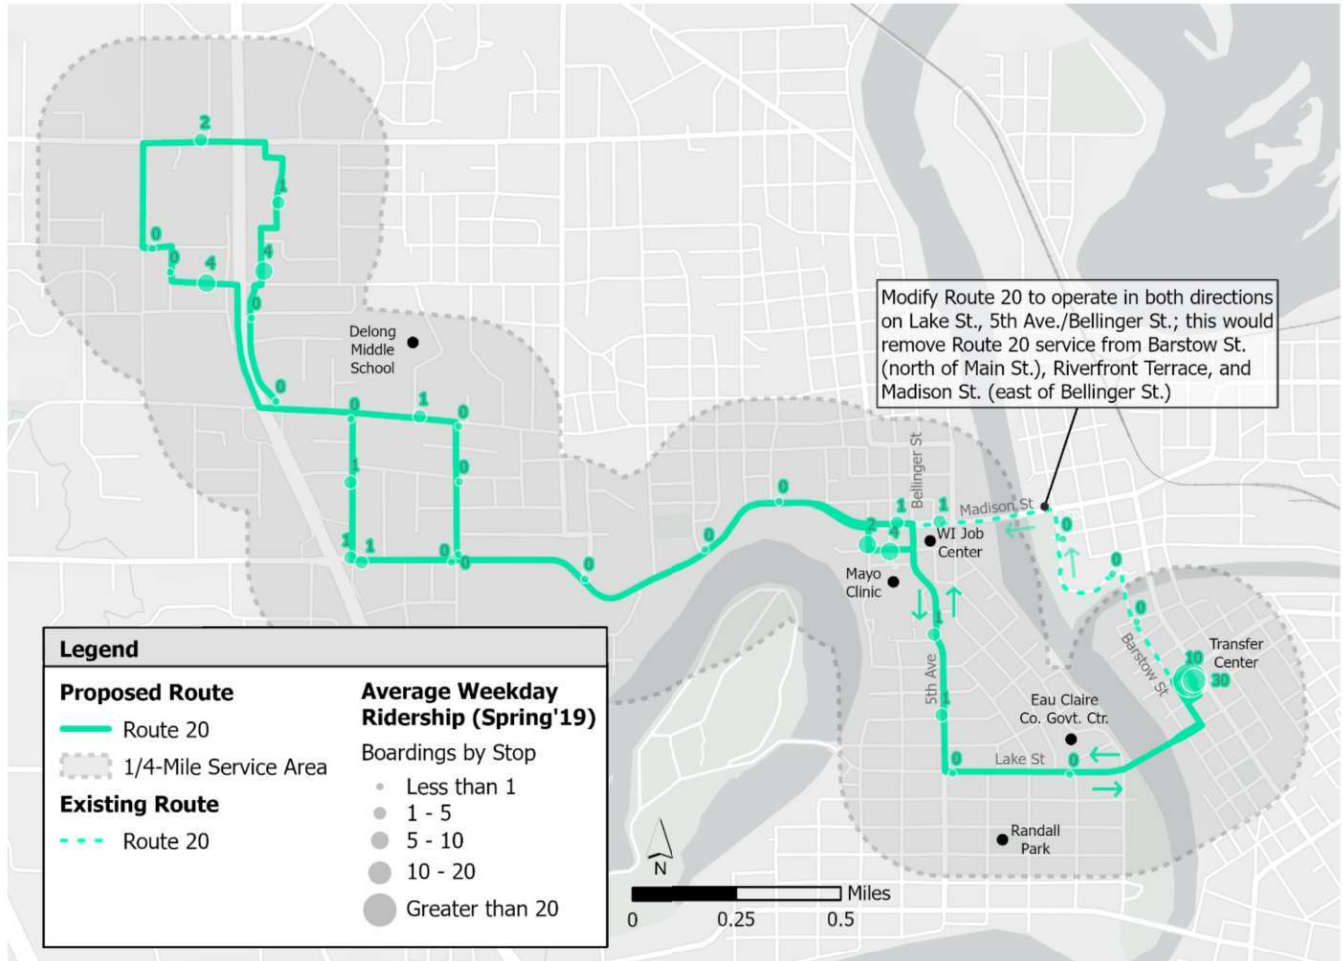 2
1
0
0
4
4
0
Delong
Middle
School
0
0
1
0
1
0
1
1
0
0
0
0
0
2
4
1
1
Bellinger St
Madison St
WI Job
Center
Mayo
Clinic
Modify Route 20 to operate in both directions
on Lake St., 5th Ave./Bellinger St.; this would
remove Route 20 service from Barstow St.
(north of Main St.), Riverfront Terrace, and
Madison St. (east of Bellinger St.)
0
0
0
Barstow St
10
30
Transfer
Center
1
5th Ave
1
Eau Claire
Co. Govt. Ctr.
Lake St
0
0
Randall
Park
Legend
Proposed Route
Route 20
1/4-Mile Service Area
Existing Route
Route 20
Average Weekday
Ridership (Spring'19)
Boardings by Stop
Less than 1
1 - 5
5 - 10
10 - 20
Greater than 20
N
Miles
0
0.25
0.5